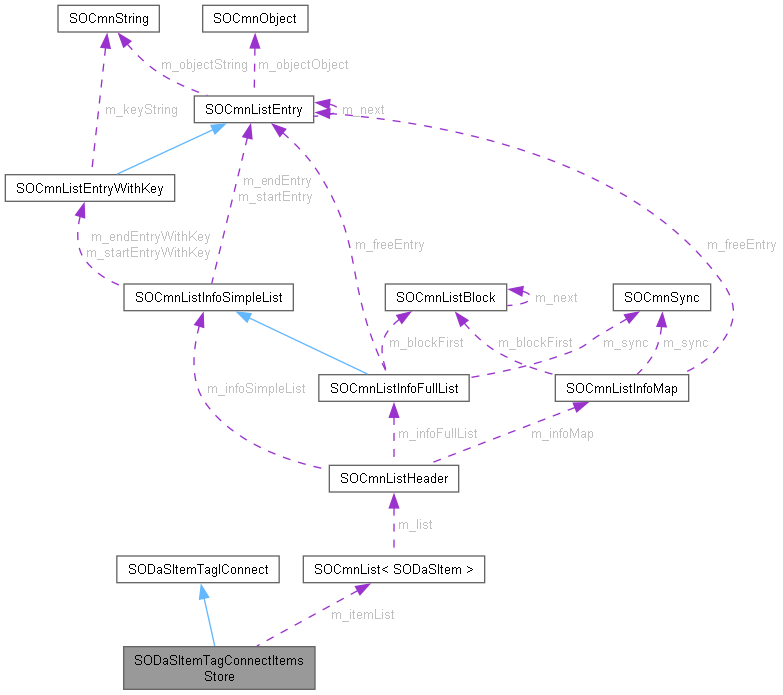 SOCmnString
SOCmnObject
m_objectString
m_objectObject
m_keyString
SOCmnListEntry
m_next
SOCmnListEntryWithKey
m_endEntry
m_startEntry
m_endEntryWithKey
m_startEntryWithKey
m_freeEntry
m_freeEntry
SOCmnListInfoSimpleList
SOCmnListBlock
m_next
SOCmnSync
m_blockFirst
m_blockFirst
m_sync
m_sync
m_infoSimpleList
SOCmnListInfoFullList
SOCmnListInfoMap
m_infoFullList
m_infoMap
SOCmnListHeader
m_list
SODaSItemTagIConnect
SOCmnList< SODaSItem >
m_itemList
SODaSItemTagConnectItems
Store